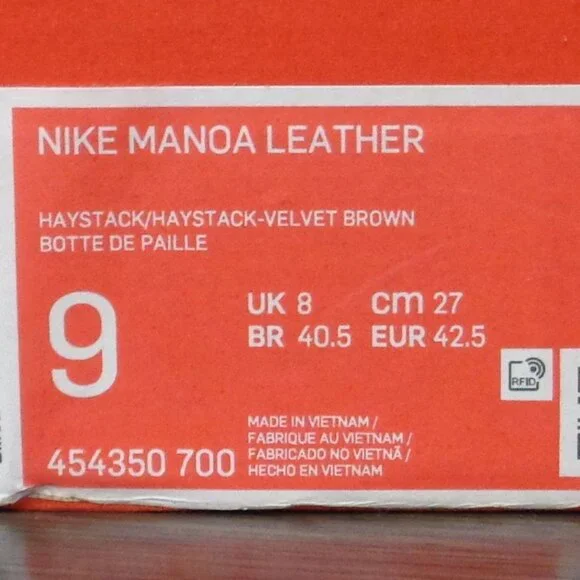 NIKE MANOA LEATHER
HAYSTACK/HAYSTACK-VELVET BROWN
BOTTE DE PAILLE
9
UK 8 cm 27
BR 40.5 EUR 42.5
RFID
454350 700
MADE IN VIETNAM /
FABRIQUE AU VIETNAM /
FABRICADO NO VIETNÃ /
HECHO EN VIETNAM